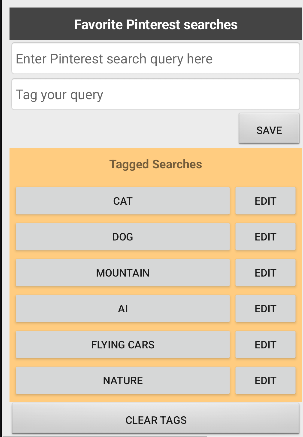 Favorite Pinterest searches
Enter Pinterest search query here
Tag your query
SAVE
Tagged Searches
CAT EDIT
DOG EDIT
MOUNTAIN EDIT
AI EDIT
FLYING CARS EDIT
NATURE EDIT
CLEAR TAGS